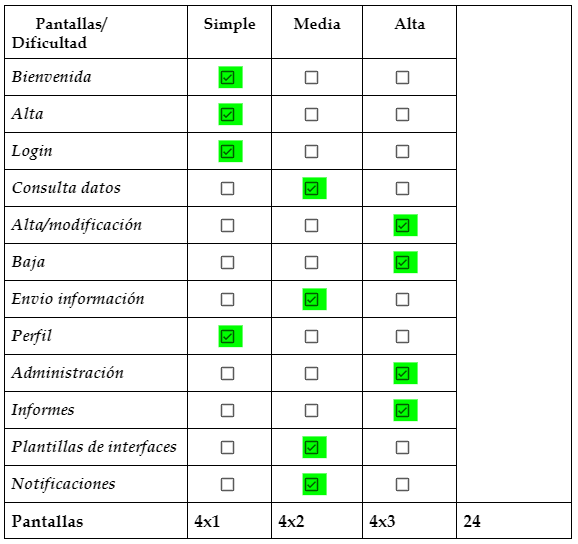 Pantallas/ Simple Media Alta
Dificultad
Bienvenida ☑ ☐ ☐
Alta ☑ ☐ ☐
Login ☑ ☐ ☐
Consulta datos ☐ ☑ ☐
Alta/modificación ☐ ☐ ☑
Baja ☐ ☐ ☑
Envio información ☐ ☑ ☐
Perfil ☑ ☐ ☐
Administración ☐ ☐ ☑
Informes ☐ ☐ ☑
Plantillas de interfaces ☐ ☑ ☐
Notificaciones ☐ ☑ ☐
Pantallas 4x1 4x2 4x3 24